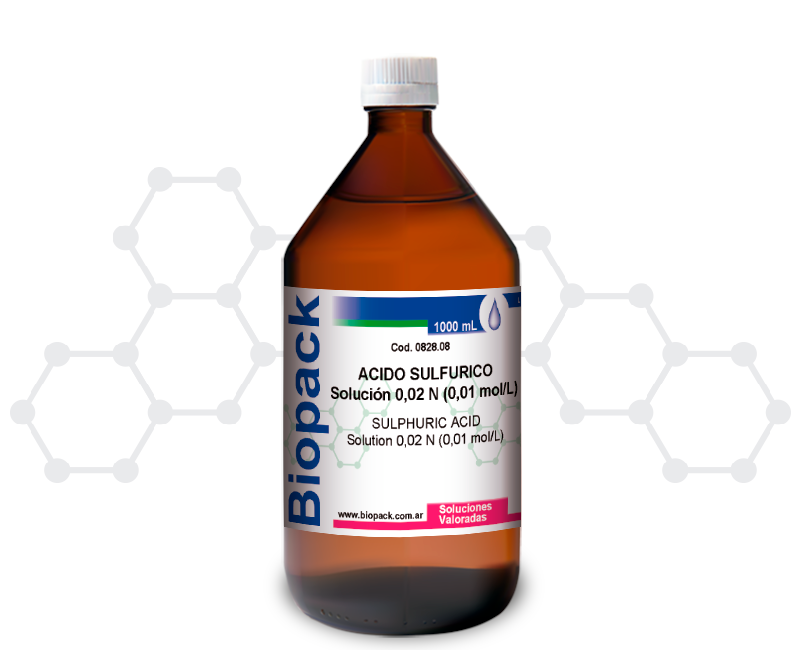 Biopack
1000 mL
Cod. 0828.08
ACIDO SULFURICO
Solución 0,02 N (0,01 mol/L)
SULPHURIC ACID
Solution 0,02 N (0,01 mol/L)
www.biopack.com.ar
Soluciones
Valoradas